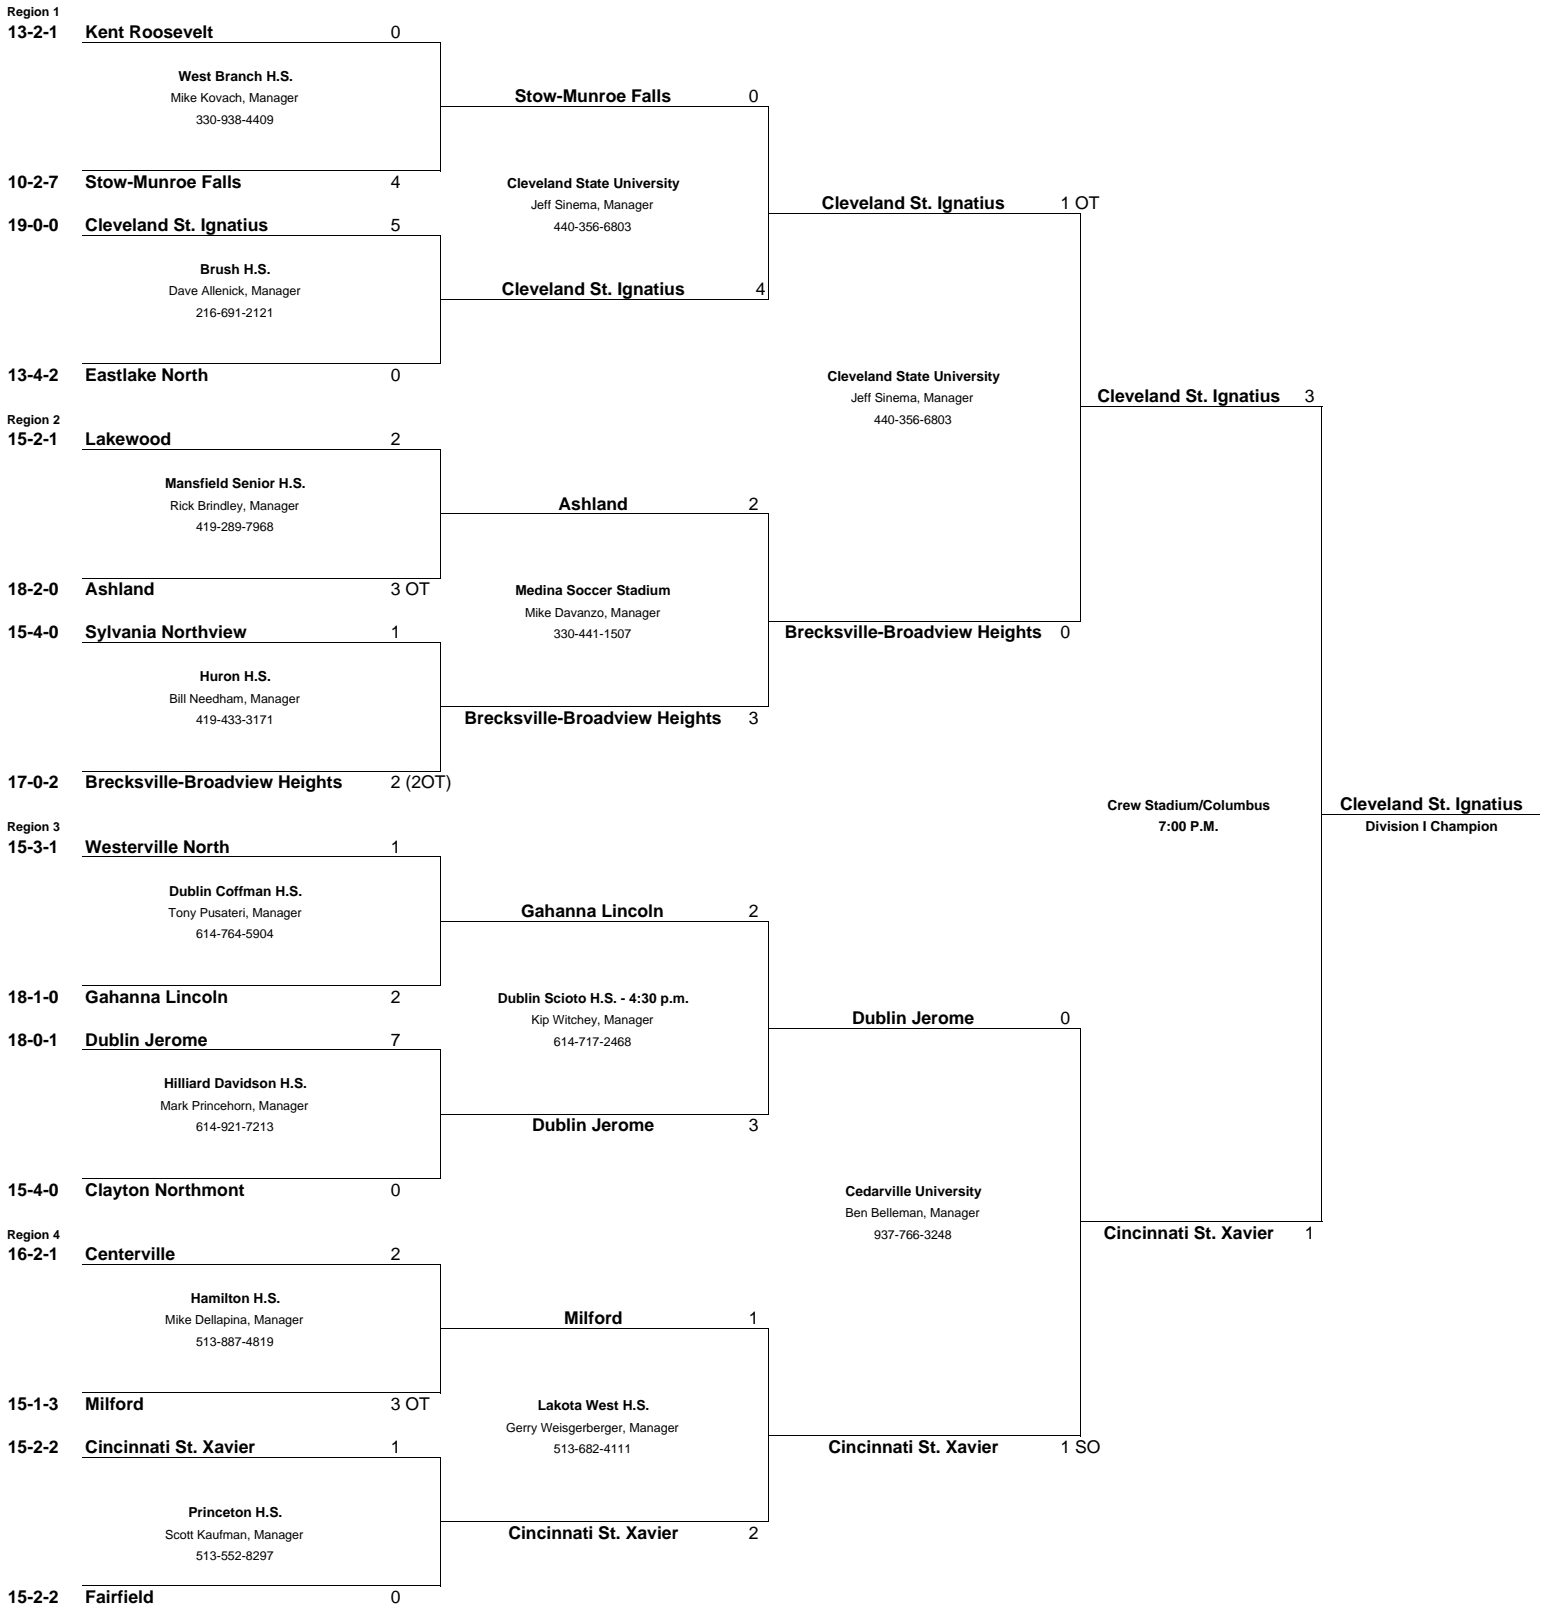 Region 1
13-2-1 Kent Roosevelt 0
West Branch H.S.
Mike Kovach, Manager
330-938-4409
10-2-7 Stow-Munroe Falls 4
19-0-0 Cleveland St. Ignatius 5
Brush H.S.
Dave Allenick, Manager
216-691-2121
13-4-2 Eastlake North 0
Region 2
15-2-1 Lakewood 2
Mansfield Senior H.S.
Rick Brindley, Manager
419-289-7968
18-2-0 Ashland 3 OT
15-4-0 Sylvania Northview 1
Huron H.S.
Bill Needham, Manager
419-433-3171
17-0-2 Brecksville-Broadview Heights 2 (2OT)
Region 3
15-3-1 Westerville North 1
Dublin Coffman H.S.
Tony Pusateri, Manager
614-764-5904
18-1-0 Gahanna Lincoln 2
18-0-1 Dublin Jerome 7
Hilliard Davidson H.S.
Mark Princehorn, Manager
614-921-7213
15-4-0 Clayton Northmont 0
Region 4
16-2-1 Centerville 2
Hamilton H.S.
Mike Dellapina, Manager
513-887-4819
15-1-3 Milford 3 OT
15-2-2 Cincinnati St. Xavier 1
Princeton H.S.
Scott Kaufman, Manager
513-552-8297
15-2-2 Fairfield 0
Stow-Munroe Falls 0
Cleveland State University
Jeff Sinema, Manager
440-356-6803
Cleveland St. Ignatius 4
Ashland 2
Medina Soccer Stadium
Mike Davanzo, Manager
330-441-1507
Brecksville-Broadview Heights 3
Gahanna Lincoln 2
Dublin Scioto H.S. - 4:30 p.m.
Kip Witchey, Manager
614-717-2468
Dublin Jerome 3
Milford 1
Lakota West H.S.
Gerry Weisgerberger, Manager
513-682-4111
Cincinnati St. Xavier 2
Cleveland St. Ignatius 1 OT
Cleveland State University
Jeff Sinema, Manager
440-356-6803
Brecksville-Broadview Heights 0
Dublin Jerome 0
Cedarville University
Ben Belleman, Manager
937-766-3248
Cincinnati St. Xavier 1 SO
Cleveland St. Ignatius 3
Crew Stadium/Columbus
7:00 P.M.
Cincinnati St. Xavier 1
Cleveland St. Ignatius
Division I Champion